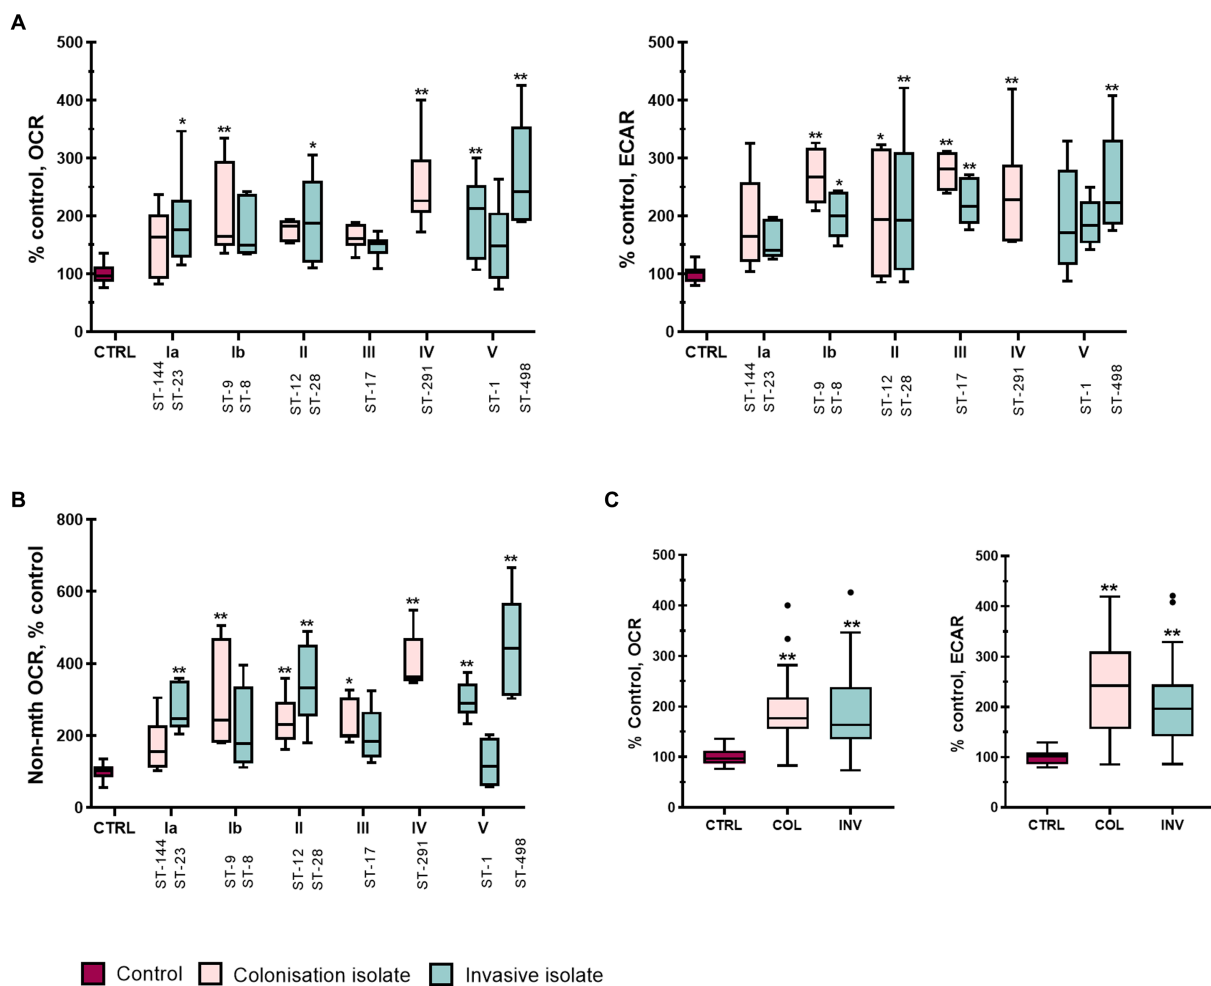 A
% control, OCR
500
400
300
200
100
0
* ** * ** ** **
CTRL Ia Ib II III IV V
ST-144 ST-23 ST-9 ST-8 ST-12 ST-28 ST-17 ST-291 ST-1 ST-498
% control, ECAR
500
400
300
200
100
0
** * * ** ** ** ** **
CTRL Ia Ib II III IV V
ST-144 ST-23 ST-9 ST-8 ST-12 ST-28 ST-17 ST-291 ST-1 ST-498
B
Non-mth OCR, % control
800
600
400
200
0
** ** ** ** * ** ** **
CTRL Ia Ib II III IV V
ST-144 ST-23 ST-9 ST-8 ST-12 ST-28 ST-17 ST-291 ST-1 ST-498
C
% Control, OCR
500
400
300
200
100
0
** **
CTRL COL INV
% control, ECAR
500
400
300
200
100
0
** **
CTRL COL INV
Control Colonisation isolate Invasive isolate